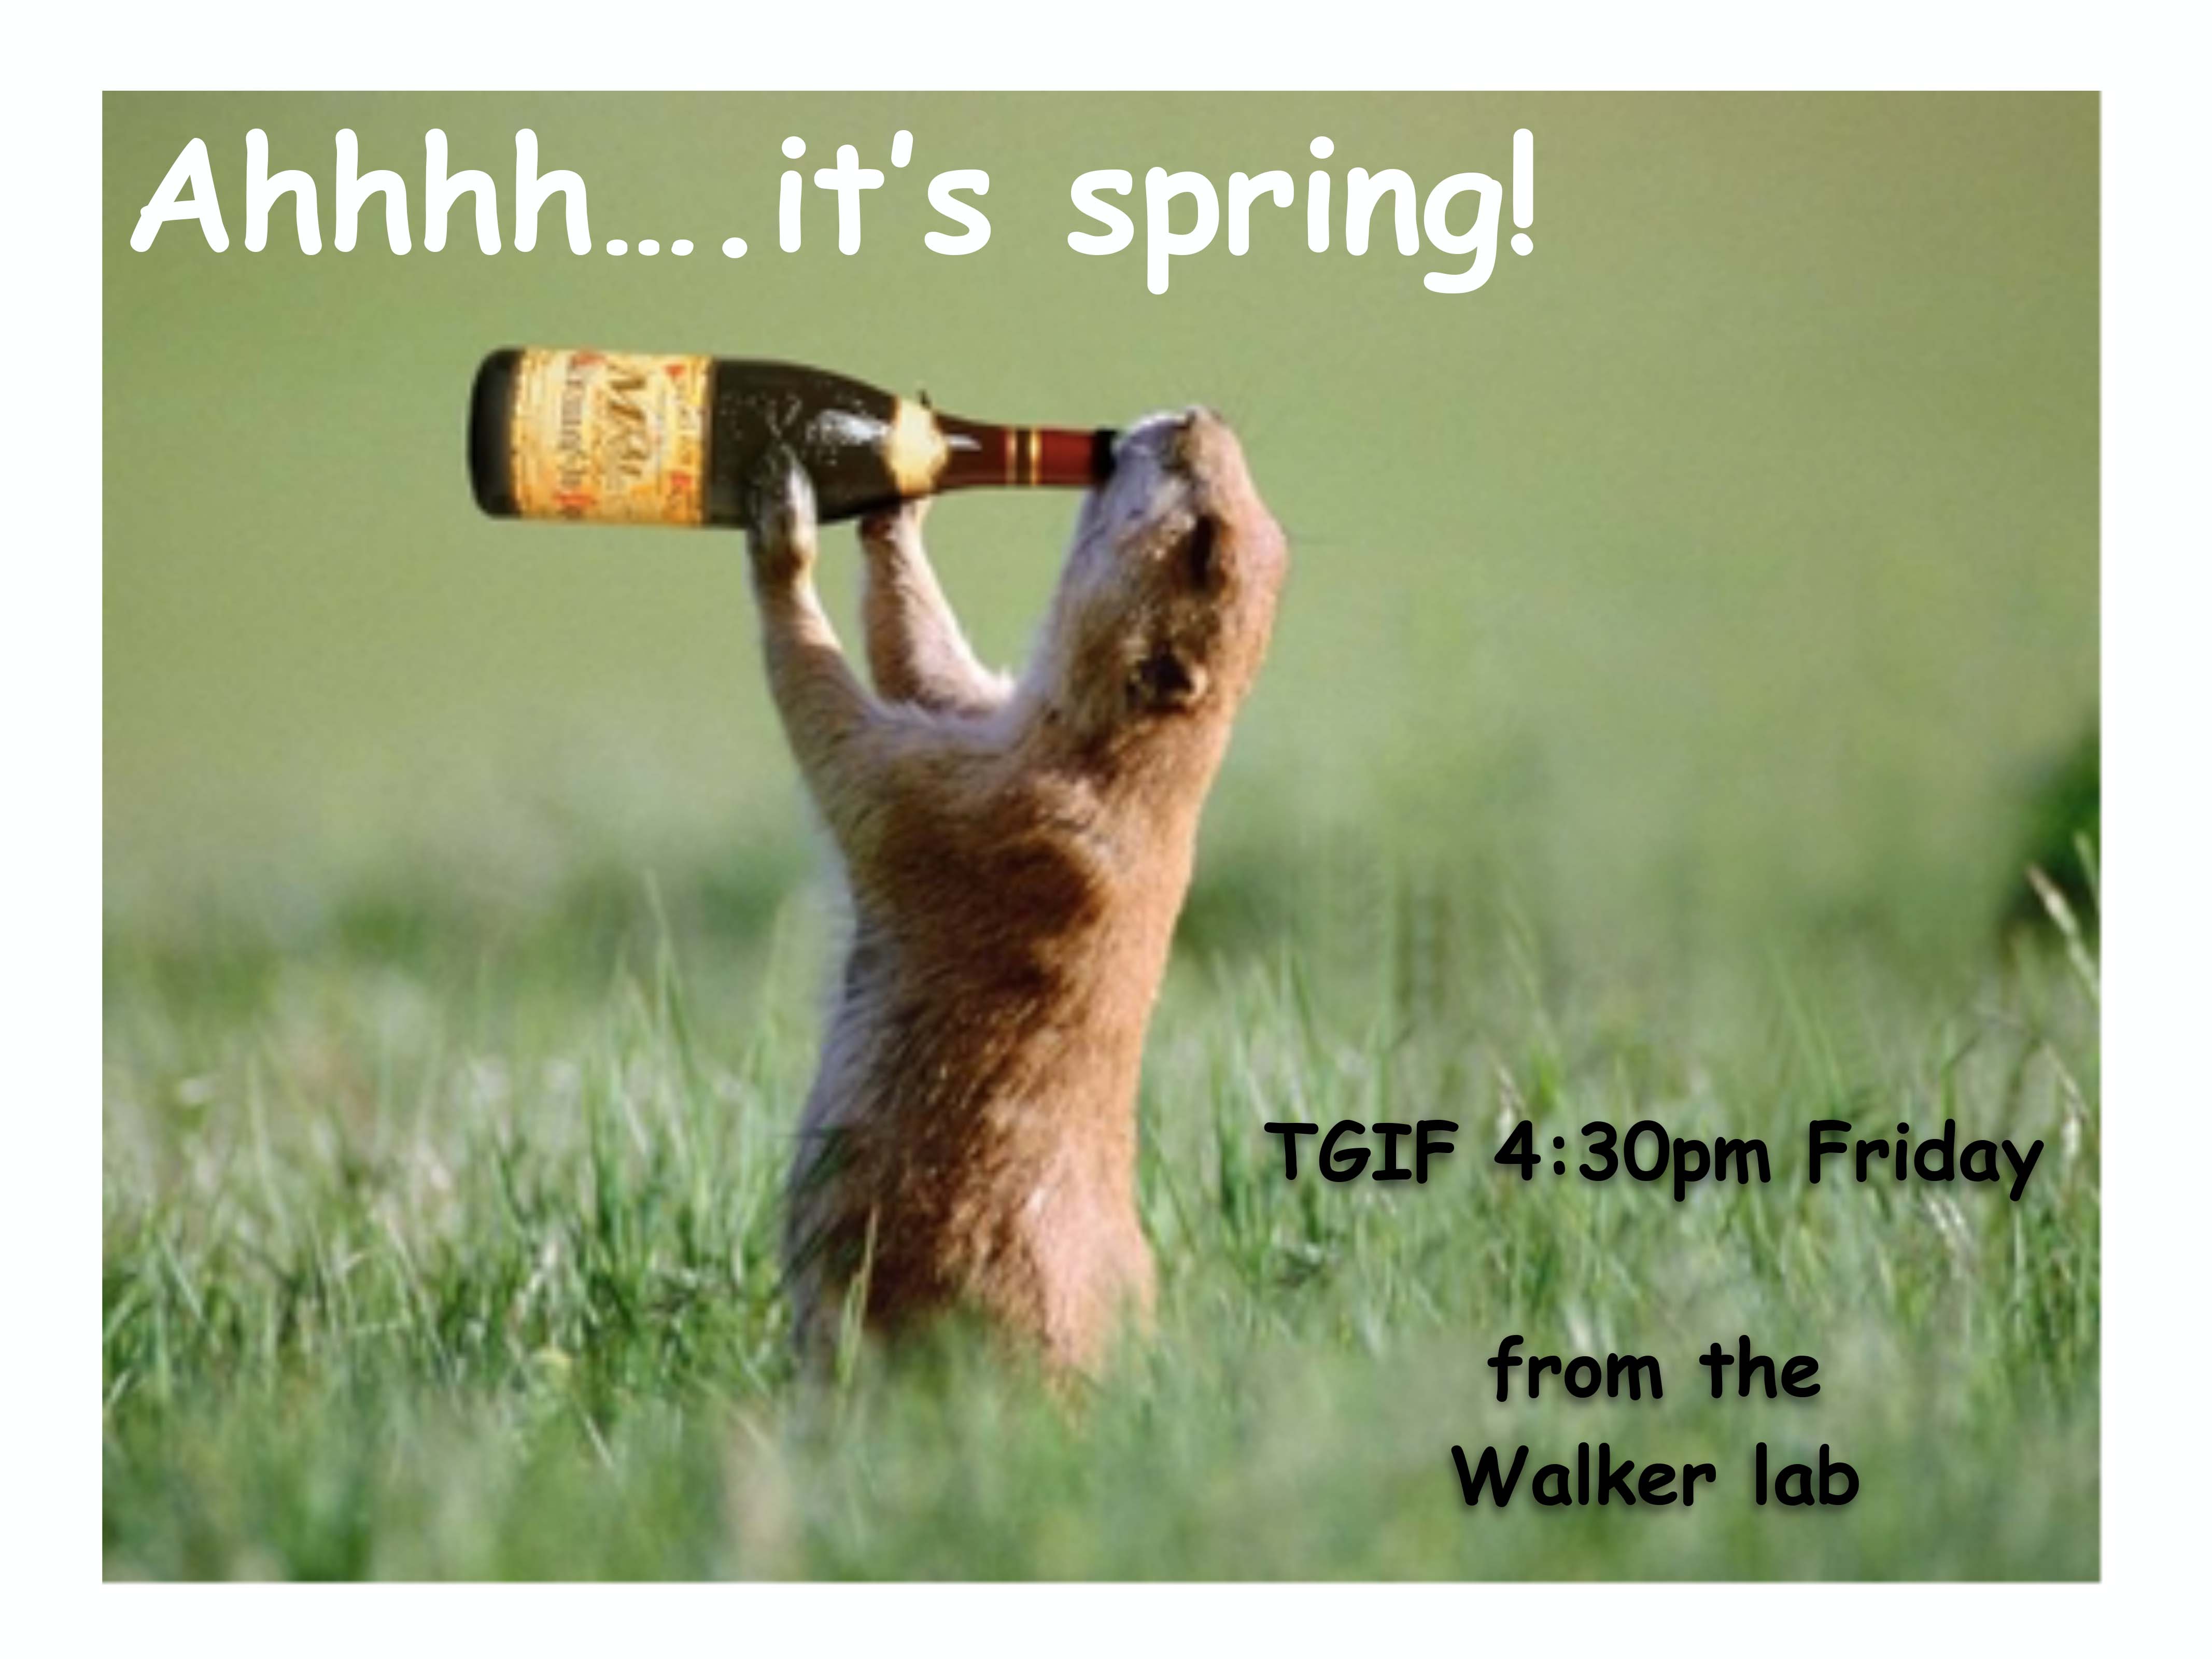 Ahhhh….it’s spring!
TGIF 4:30pm Friday
from the
Walker lab